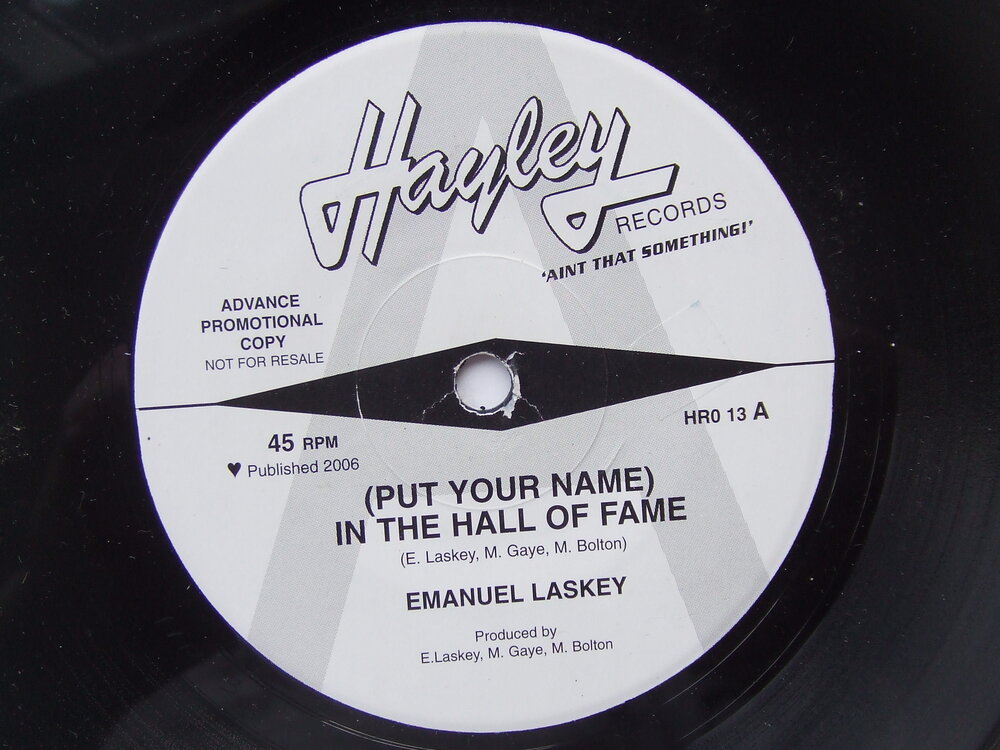 Hayley
RECORDS
'AINT THAT SOMETHING!'
ADVANCE
PROMOTIONAL
COPY
NOT FOR RESALE
45 RPM
♥ Published 2006
HR0 13 A
(PUT YOUR NAME)
IN THE HALL OF FAME
(E. Laskey, M. Gaye, M. Bolton)
EMANUEL LASKEY
Produced by
E.Laskey, M. Gaye, M. Bolton